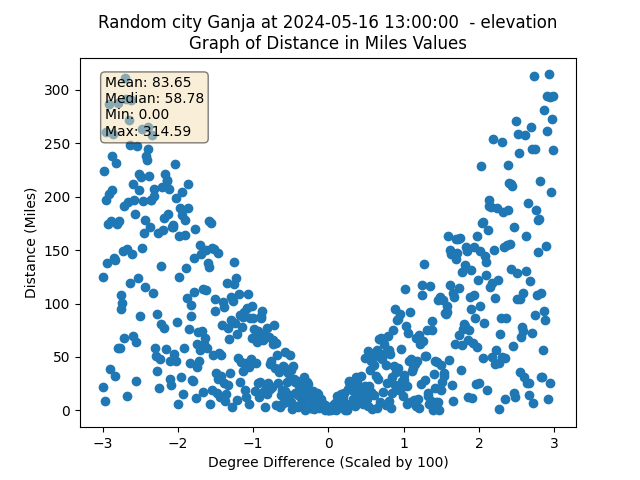 Random city Ganja at 2024-05-16 13:00:00  - elevation
Graph of Distance in Miles Values
Mean: 83.65
Median: 58.78
Min: 0.00
Max: 314.59
300
250
200
150
100
50
0
Distance (Miles)
−3 −2 −1 0 1 2 3
Degree Difference (Scaled by 100)